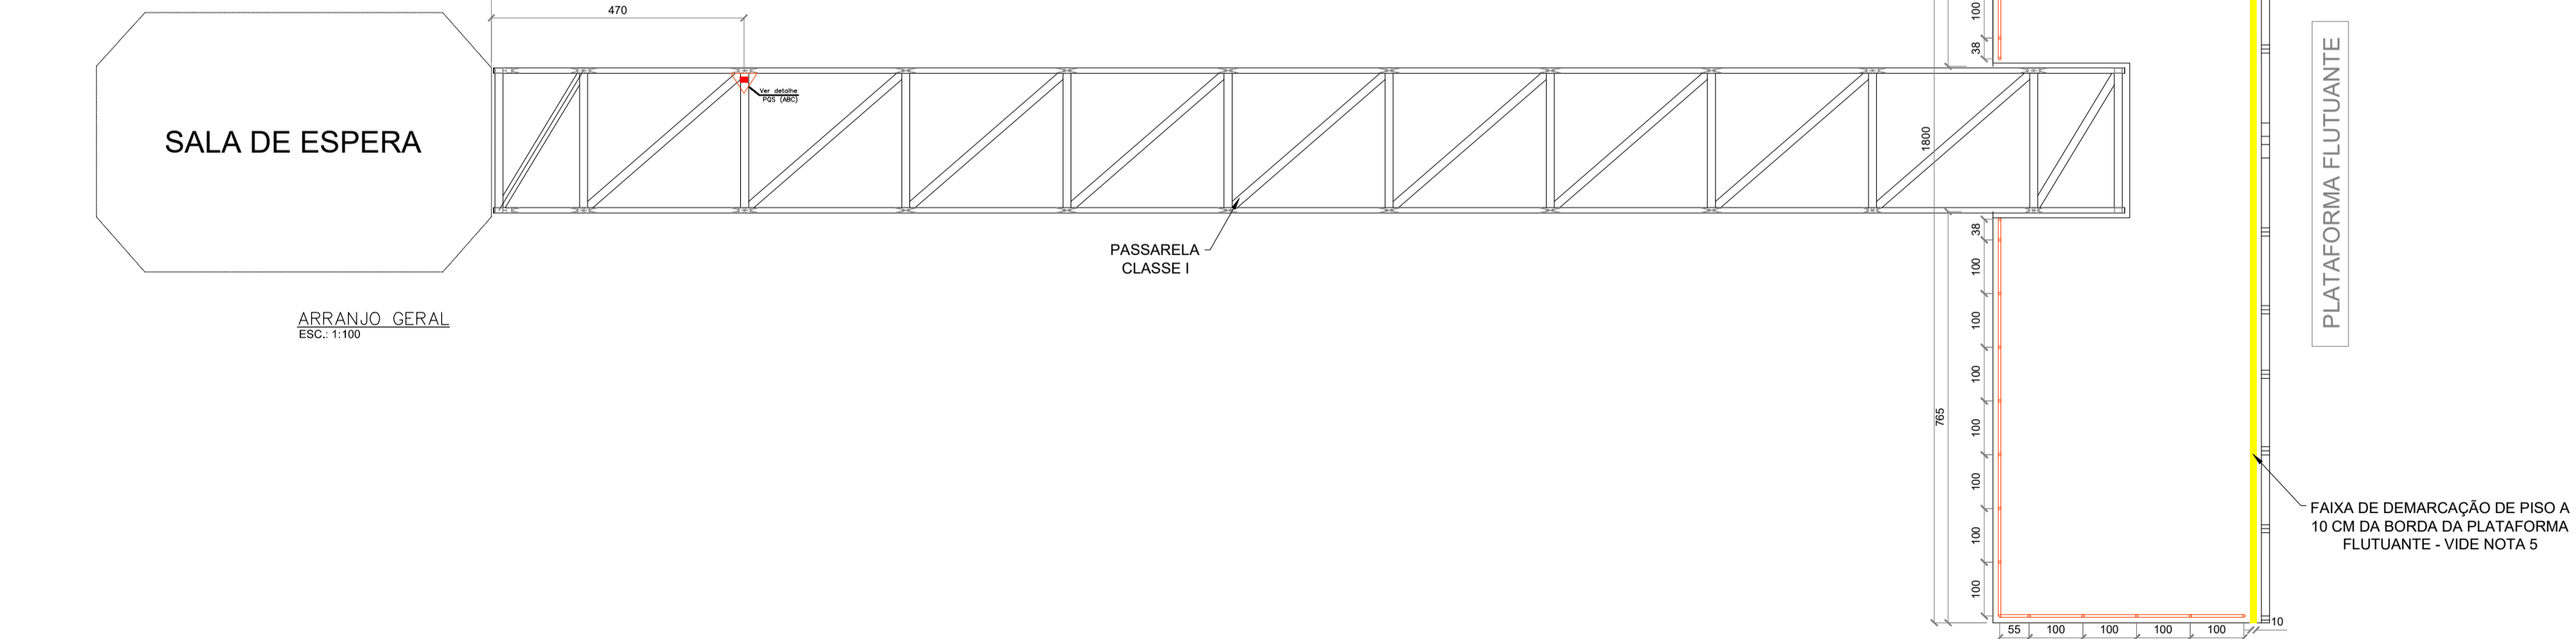 470
SALA DE ESPERA
Ver detalhe
PQS (ABC)
PASSARELA
CLASSE I
ARRANJO GERAL
ESC.: 1:100
100
38
1800
38
100
100
100
765
100
100
100
100
55
100
100
100
100
10
PLATAFORMA FLUTUANTE
FAIXA DE DEMARCAÇÃO DE PISO A
10 CM DA BORDA DA PLATAFORMA
FLUTUANTE - VIDE NOTA 5